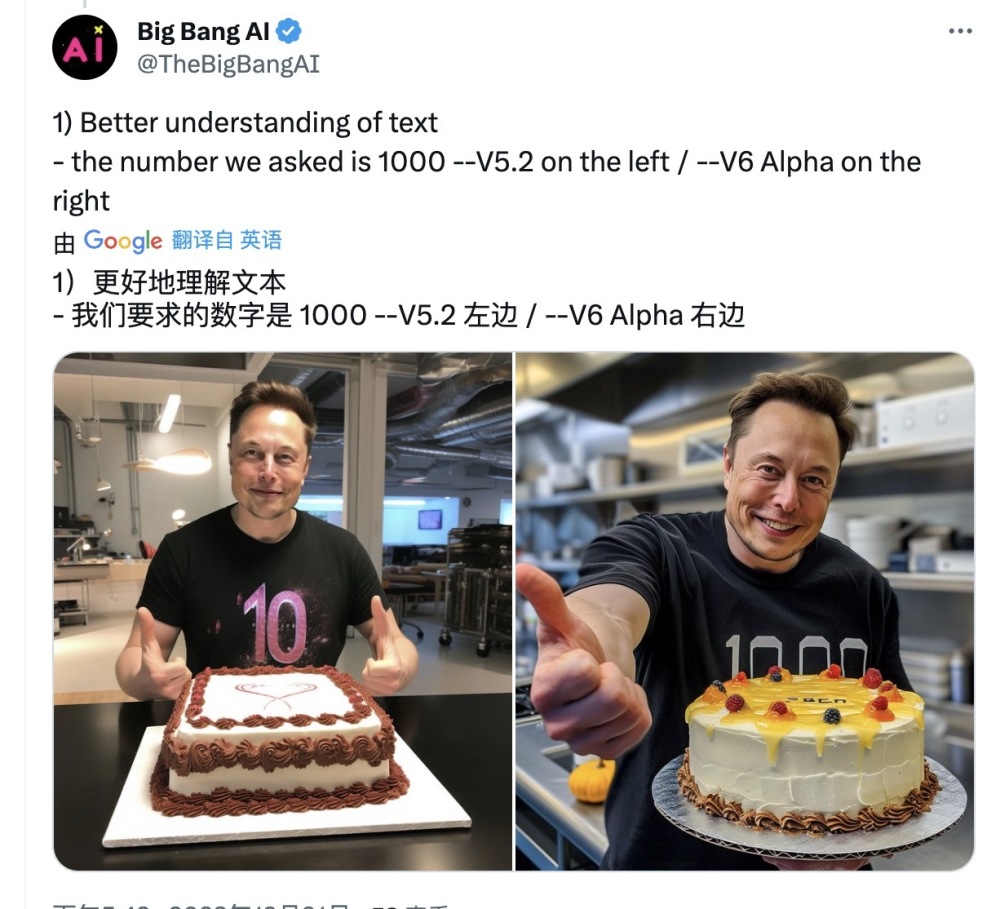 AI
Big Bang AI
@TheBigBangAI
1) Better understanding of text
- the number we asked is 1000 --V5.2 on the left / --V6 Alpha on the
right
由 Google 翻译自 英语
1）更好地理解文本
- 我们要求的数字是 1000 --V5.2 左边 / --V6 Alpha 右边
10
1000